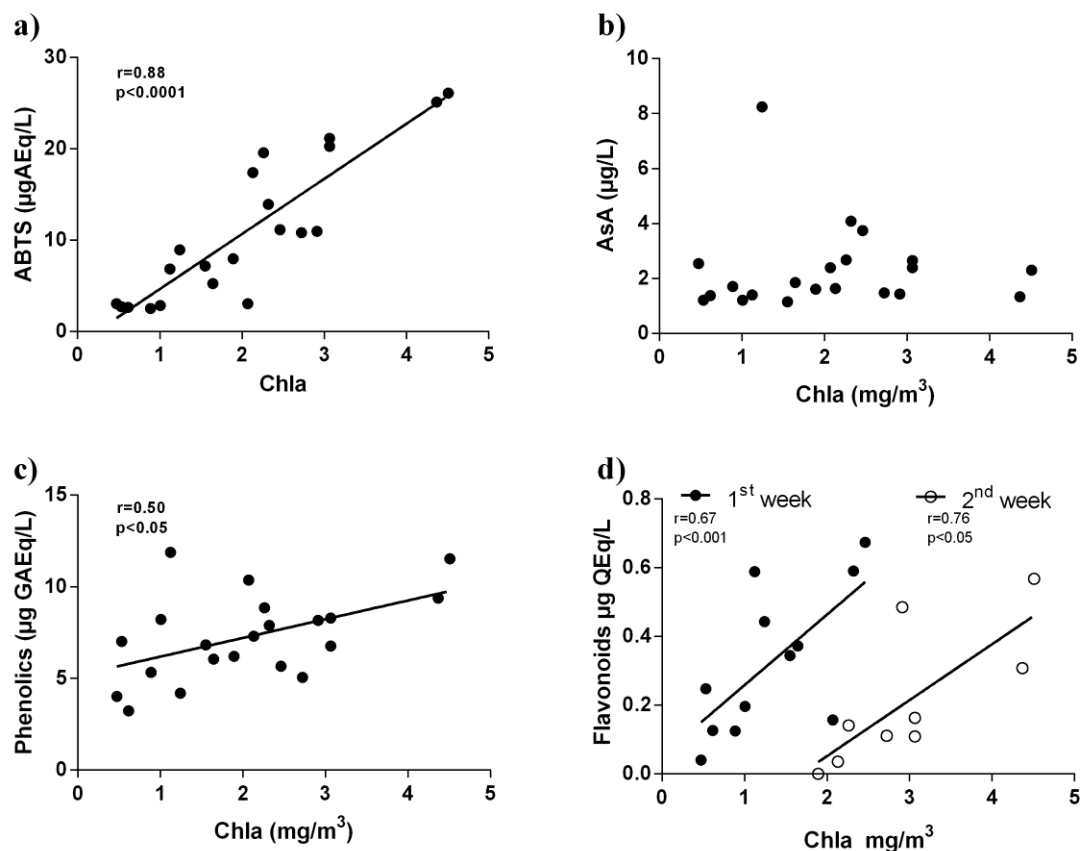 a)
r=0.88
p<0.0001
ABTS (µgAEq/L)
30
20
10
0
0 1 2 3 4 5
Chla
b)
AsA (µg/L)
10
8
6
4
2
0
0 1 2 3 4 5
Chla (mg/m³)
c)
r=0.50
p<0.05
Phenolics (µg GAEq/L)
15
10
5
0
0 1 2 3 4 5
Chla (mg/m³)
d)
1st week
r=0.67
p<0.001
2nd week
r=0.76
p<0.05
Flavonoids µg QEq/L
0.8
0.6
0.4
0.2
0.0
0 1 2 3 4 5
Chla mg/m³